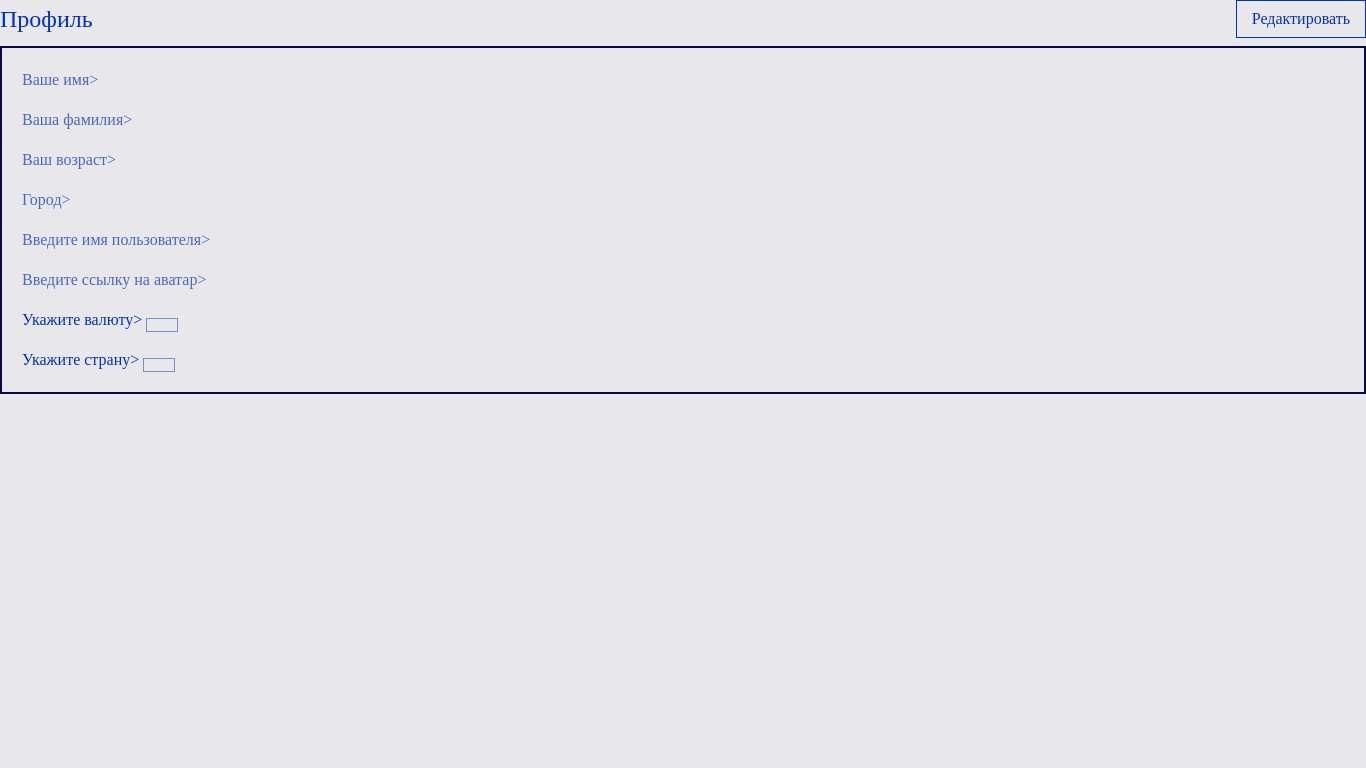 Профиль
Редактировать
Ваше имя>
Ваша фамилия>
Ваш возраст>
Город>
Введите имя пользователя>
Введите ссылку на аватар>
Укажите валюту>
Укажите страну>